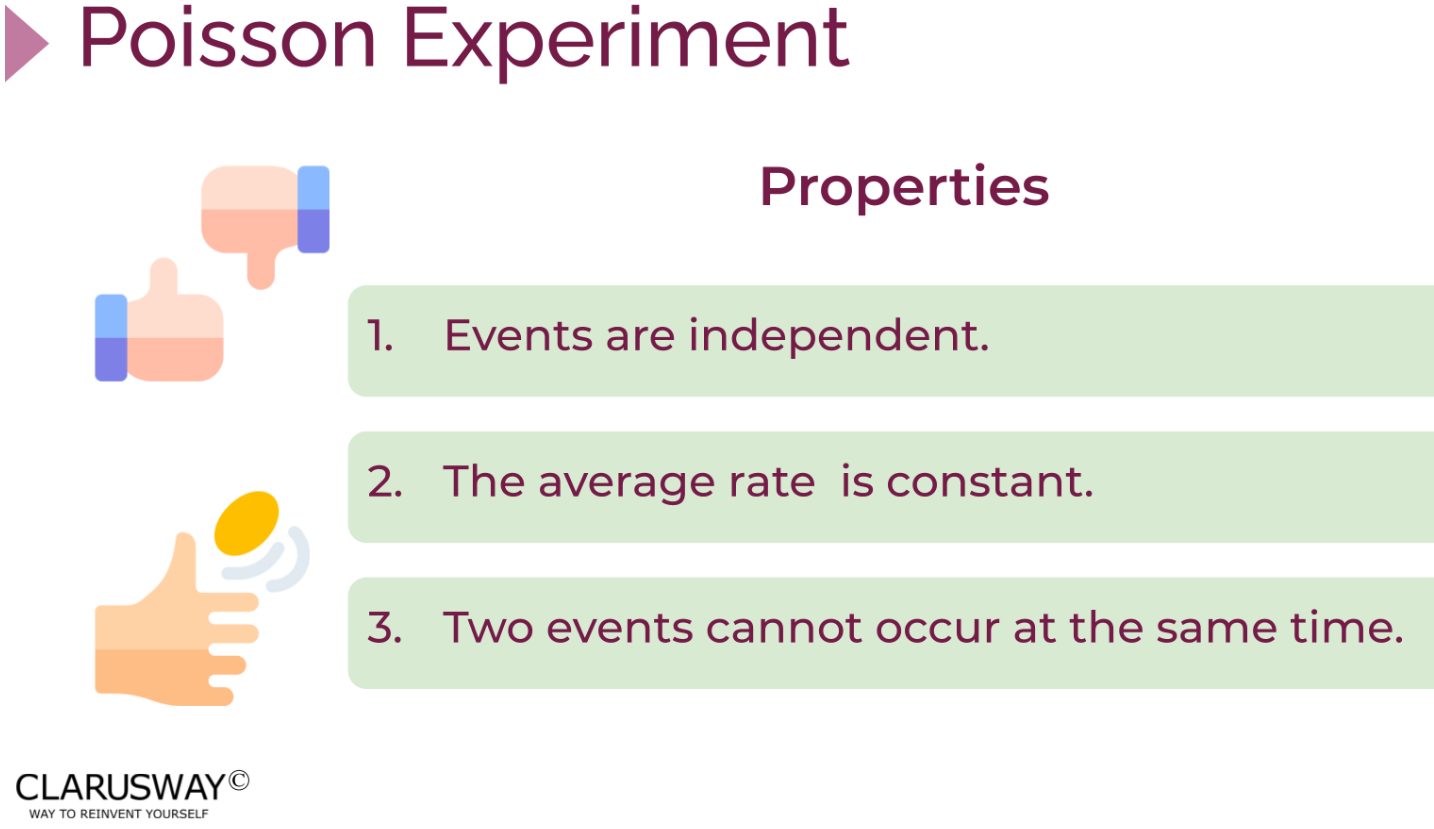 Poisson Experiment
Properties
1. Events are independent.
2. The average rate  is constant.
3. Two events cannot occur at the same time.
CLARUSWAY©
WAY TO REINVENT YOURSELF